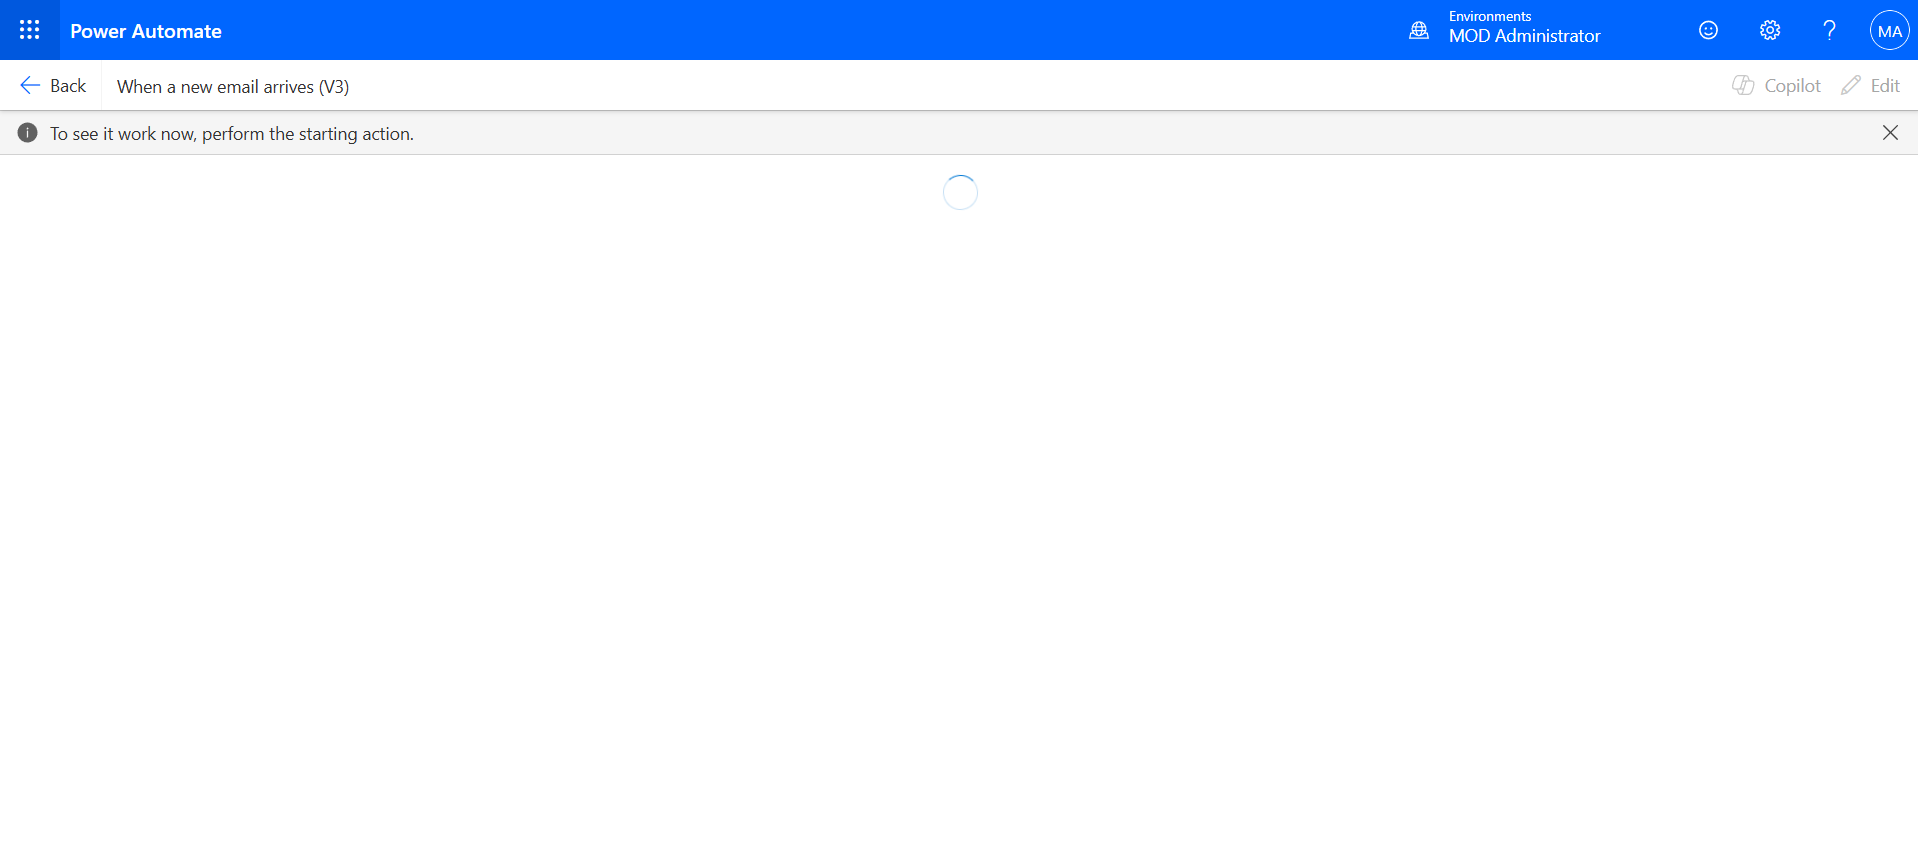 Power Automate
Environments
MOD Administrator
MA
Back
When a new email arrives (V3)
Copilot
Edit
To see it work now, perform the starting action.